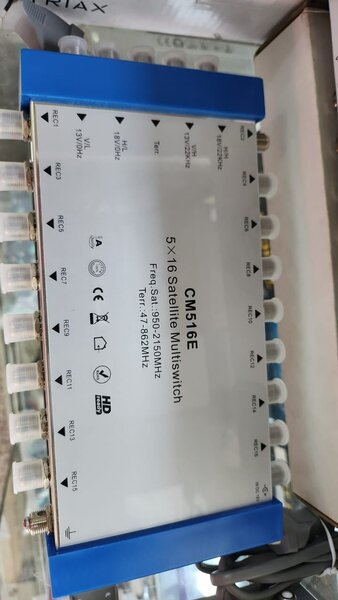 RIAX
V/L
13V/0Hz
H/L
18V/0Hz
Terr.
V/H
13V/22KHz
H/H
18V/22KHz
REC1
REC3
REC5
REC7
REC9
REC11
REC13
REC15
REC2
REC4
REC6
REC8
REC10
REC12
REC14
REC16
CM516E
5×16 Satellite Multiswitch
Freq.Sat.:950-2150MHz
Terr.:47-862MHz
A
CE
HD